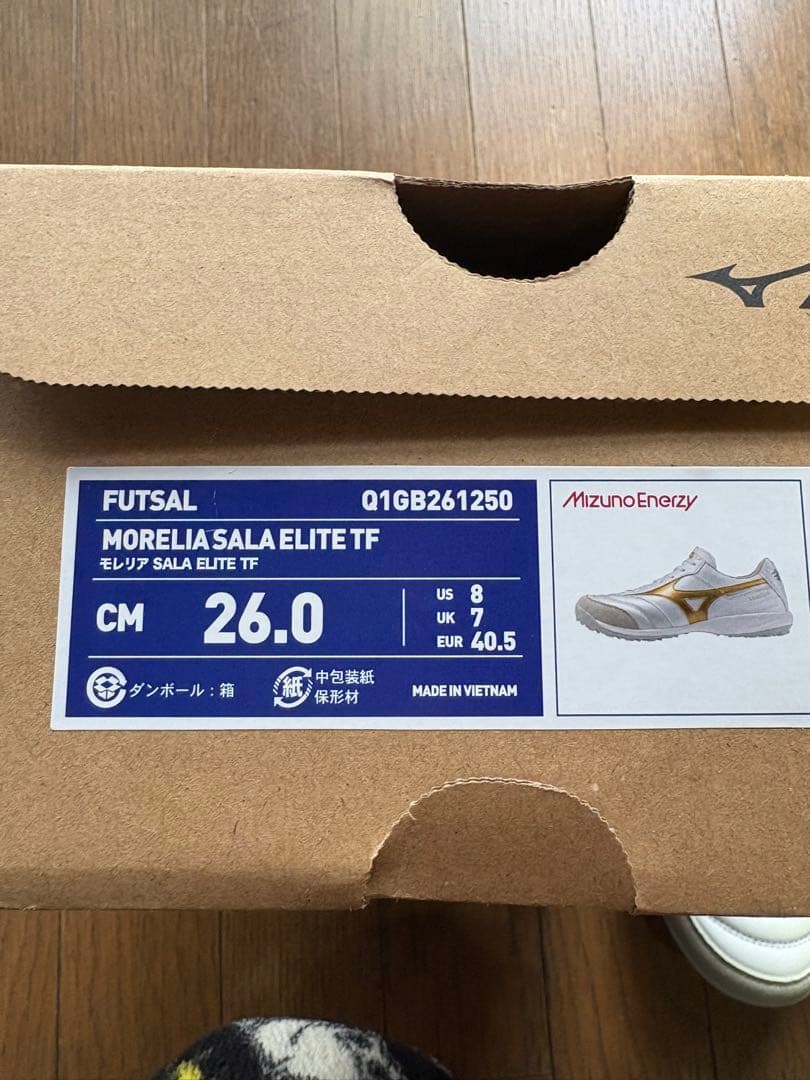 FUTSAL Q1GB261250
MORELIA SALA ELITE TF
モレリア SALA ELITE TF
CM 26.0
US 8
UK 7
EUR 40.5
ダンボール：箱
紙 中包装紙
保形材
MADE IN VIETNAM
MizunoEnerzy